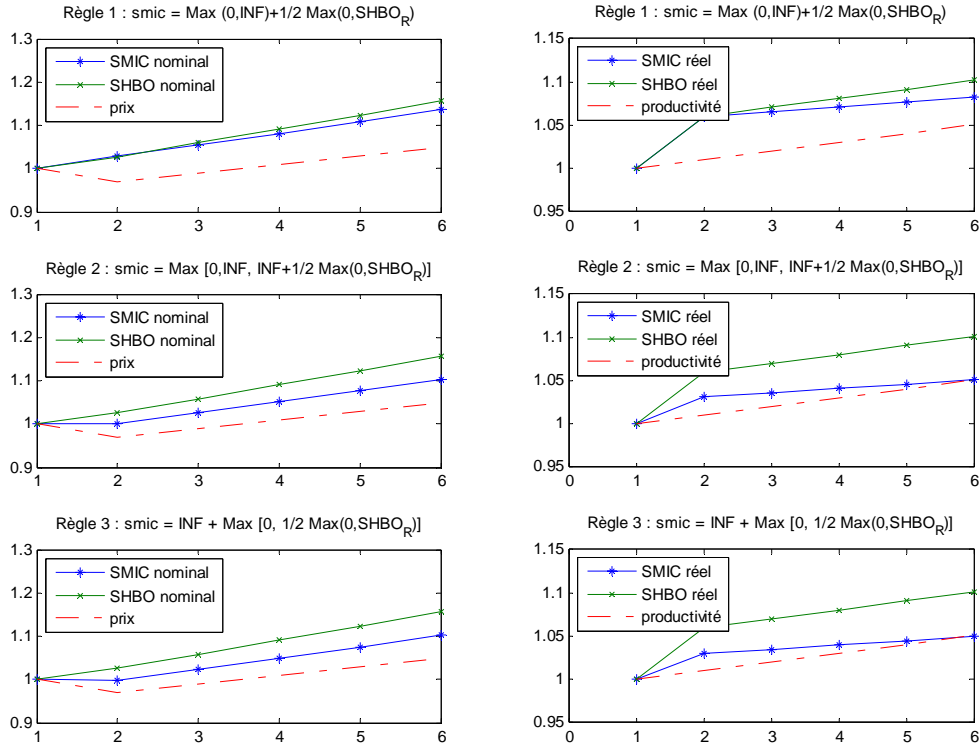 Règle 1 : smic = Max (0,INF)+1/2 Max(0,SHBO_R)
1.3
1.2
1.1
1
0.9
SMIC nominal
SHBO nominal
prix
1 2 3 4 5 6
Règle 1 : smic = Max (0,INF)+1/2 Max(0,SHBO_R)
1.15
1.1
1.05
1
0.95
SMIC réel
SHBO réel
productivité
0 1 2 3 4 5 6
Règle 2 : smic = Max [0,INF, INF+1/2 Max(0,SHBO_R)]
1.3
1.2
1.1
1
0.9
SMIC nominal
SHBO nominal
prix
1 2 3 4 5 6
Règle 2 : smic = Max [0,INF, INF+1/2 Max(0,SHBO_R)]
1.15
1.1
1.05
1
0.95
SMIC réel
SHBO réel
productivité
0 1 2 3 4 5 6
Règle 3 : smic = INF + Max [0, 1/2 Max(0,SHBO_R)]
1.3
1.2
1.1
1
0.9
SMIC nominal
SHBO nominal
prix
1 2 3 4 5 6
Règle 3 : smic = INF + Max [0, 1/2 Max(0,SHBO_R)]
1.15
1.1
1.05
1
0.95
SMIC réel
SHBO réel
productivité
0 1 2 3 4 5 6